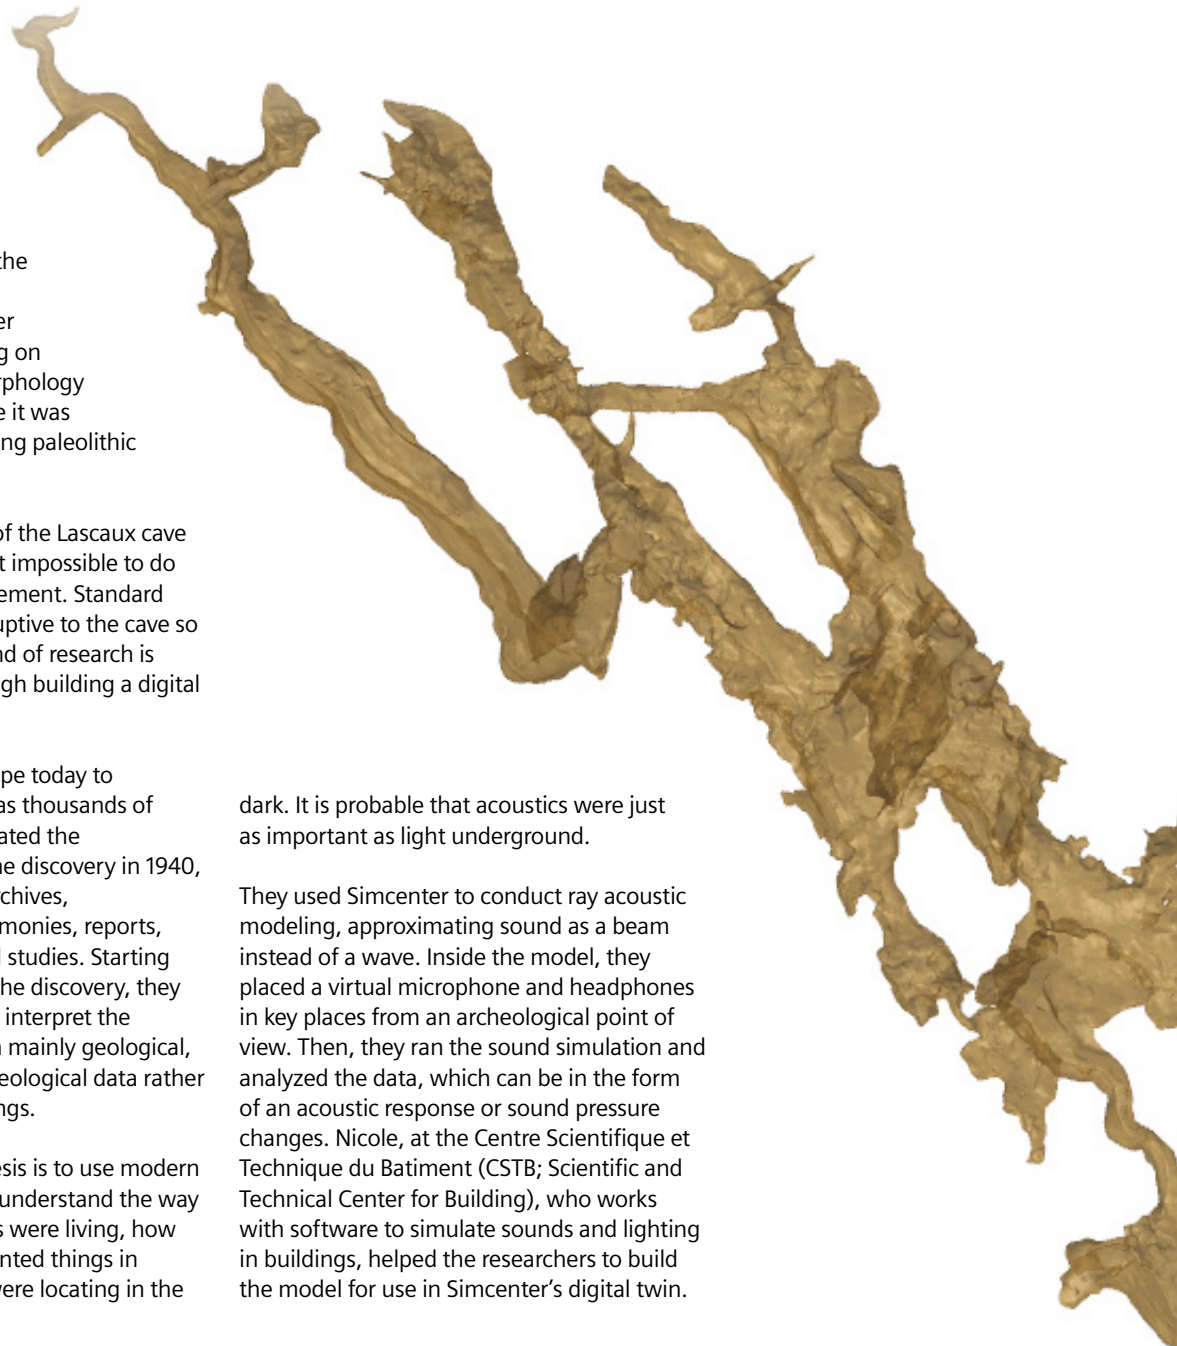 the
er
g on
rphology
e it was
ng paleolithic
of the Lascaux cave
t impossible to do
ement. Standard
uptive to the cave so
nd of research is
gh building a digital
pe today to
as thousands of
ated the
he discovery in 1940,
rchives,
monies, reports,
l studies. Starting
he discovery, they
interpret the
n mainly geological,
eological data rather
ngs.
esis is to use modern
understand the way
s were living, how
nted things in
were locating in the
dark. It is probable that acoustics were just
as important as light underground.
They used Simcenter to conduct ray acoustic
modeling, approximating sound as a beam
instead of a wave. Inside the model, they
placed a virtual microphone and headphones
in key places from an archeological point of
view. Then, they ran the sound simulation and
analyzed the data, which can be in the form
of an acoustic response or sound pressure
changes. Nicole, at the Centre Scientifique et
Technique du Batiment (CSTB; Scientific and
Technical Center for Building), who works
with software to simulate sounds and lighting
in buildings, helped the researchers to build
the model for use in Simcenter’s digital twin.